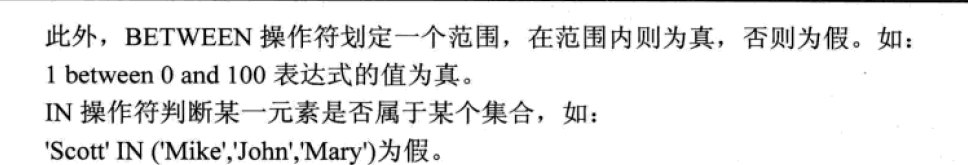 此外，BETWEEN 操作符划定一个范围，在范围内则为真，否则为假。如：
1 between 0 and 100 表达式的值为真。
IN 操作符判断某一元素是否属于某个集合，如：
'Scott' IN ('Mike','John','Mary')为假。